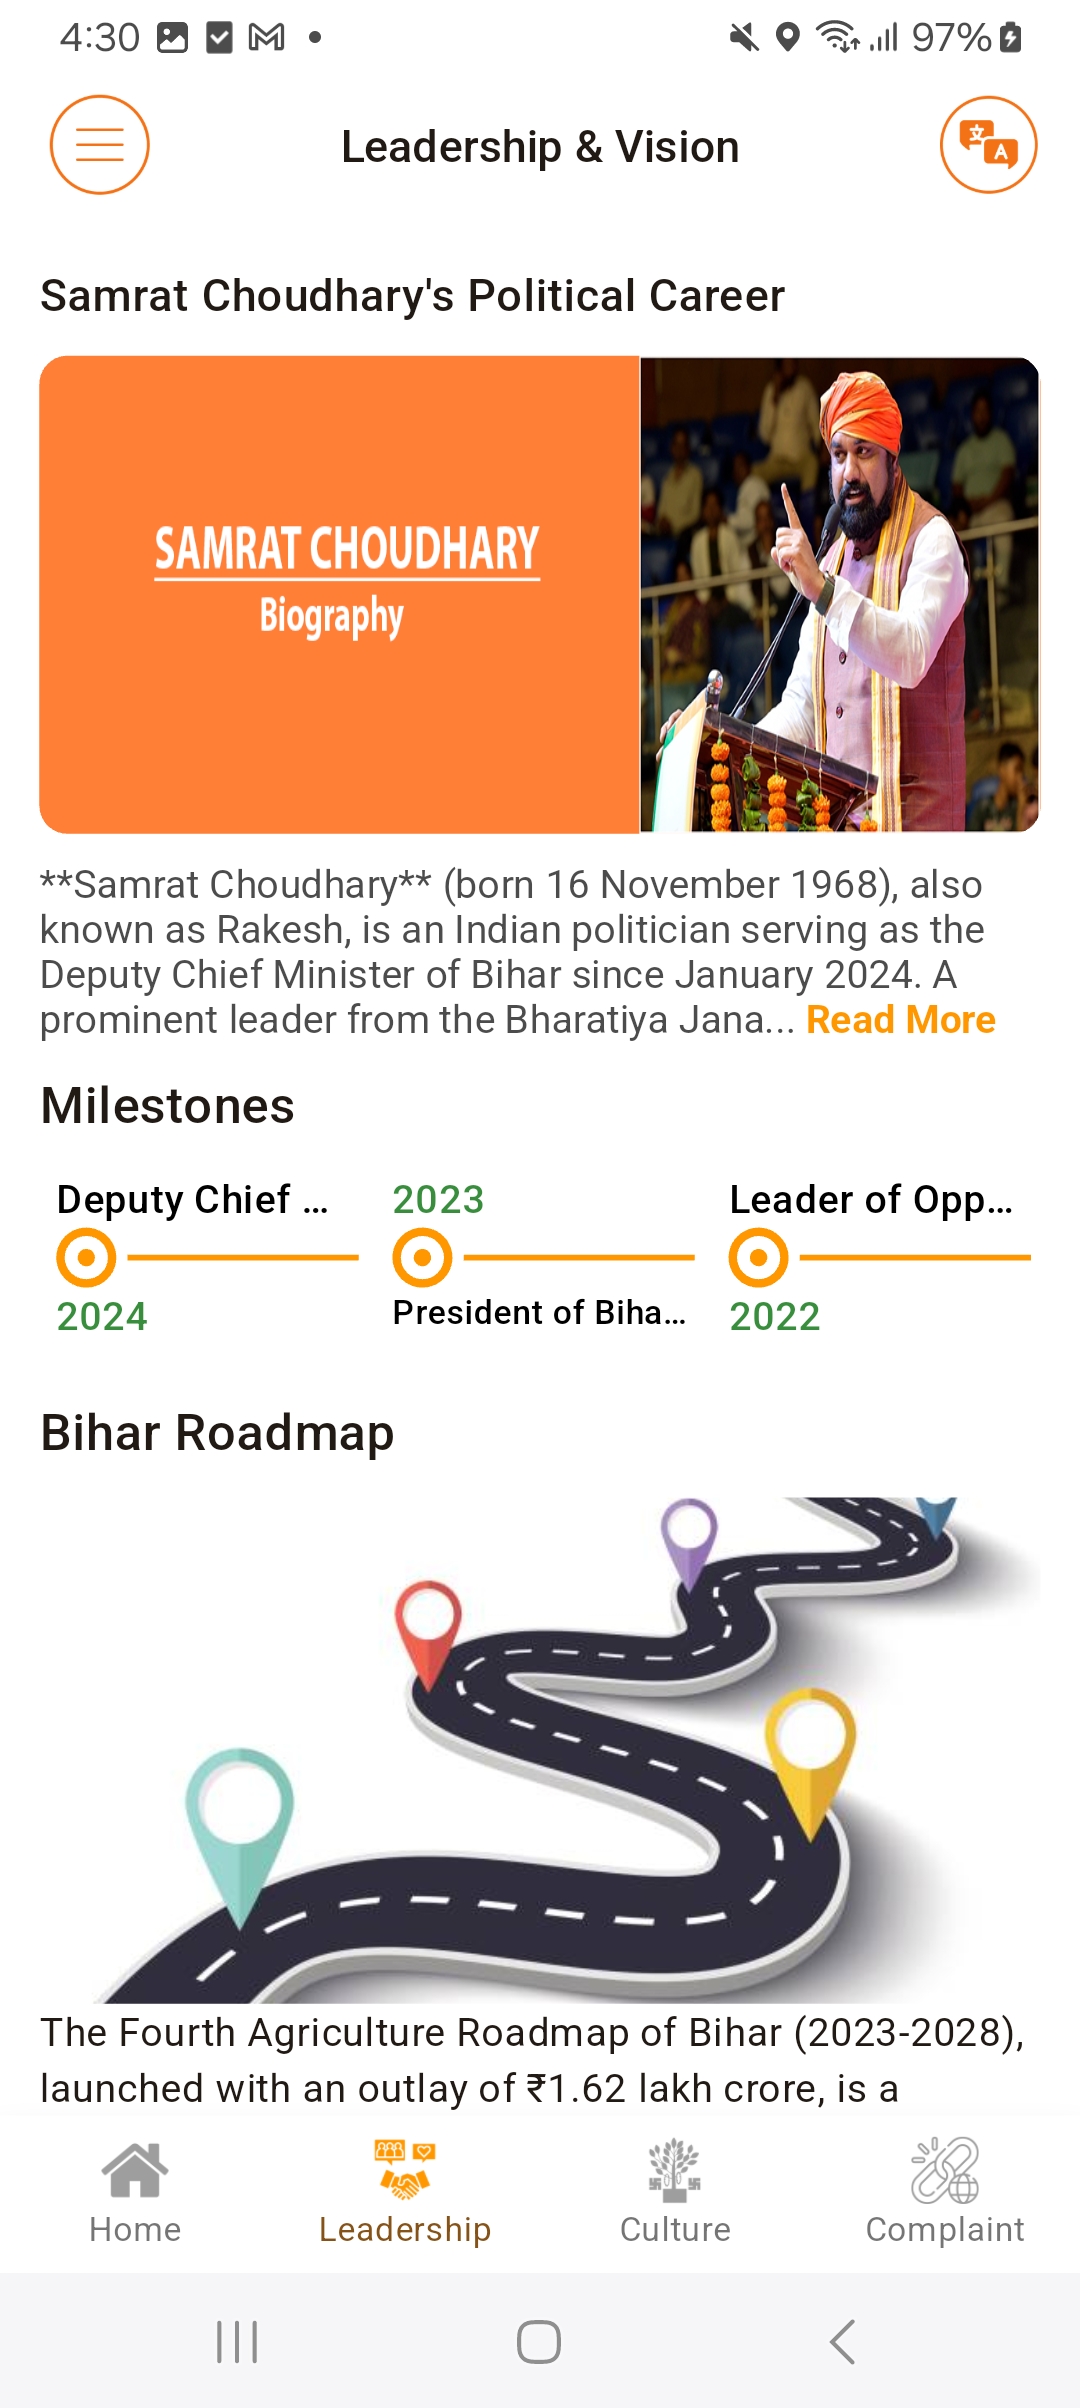 4:30
97%
Leadership & Vision
文
A
Samrat Choudhary's Political Career
SAMRAT CHOUDHARY
Biography
**Samrat Choudhary** (born 16 November 1968), also
known as Rakesh, is an Indian politician serving as the
Deputy Chief Minister of Bihar since January 2024. A
prominent leader from the Bharatiya Jana... Read More
Milestones
Deputy Chief ...
2024
2023
President of Biha...
Leader of Opp...
2022
Bihar Roadmap
The Fourth Agriculture Roadmap of Bihar (2023-2028),
launched with an outlay of ₹1.62 lakh crore, is a
Home
Leadership
Culture
Complaint